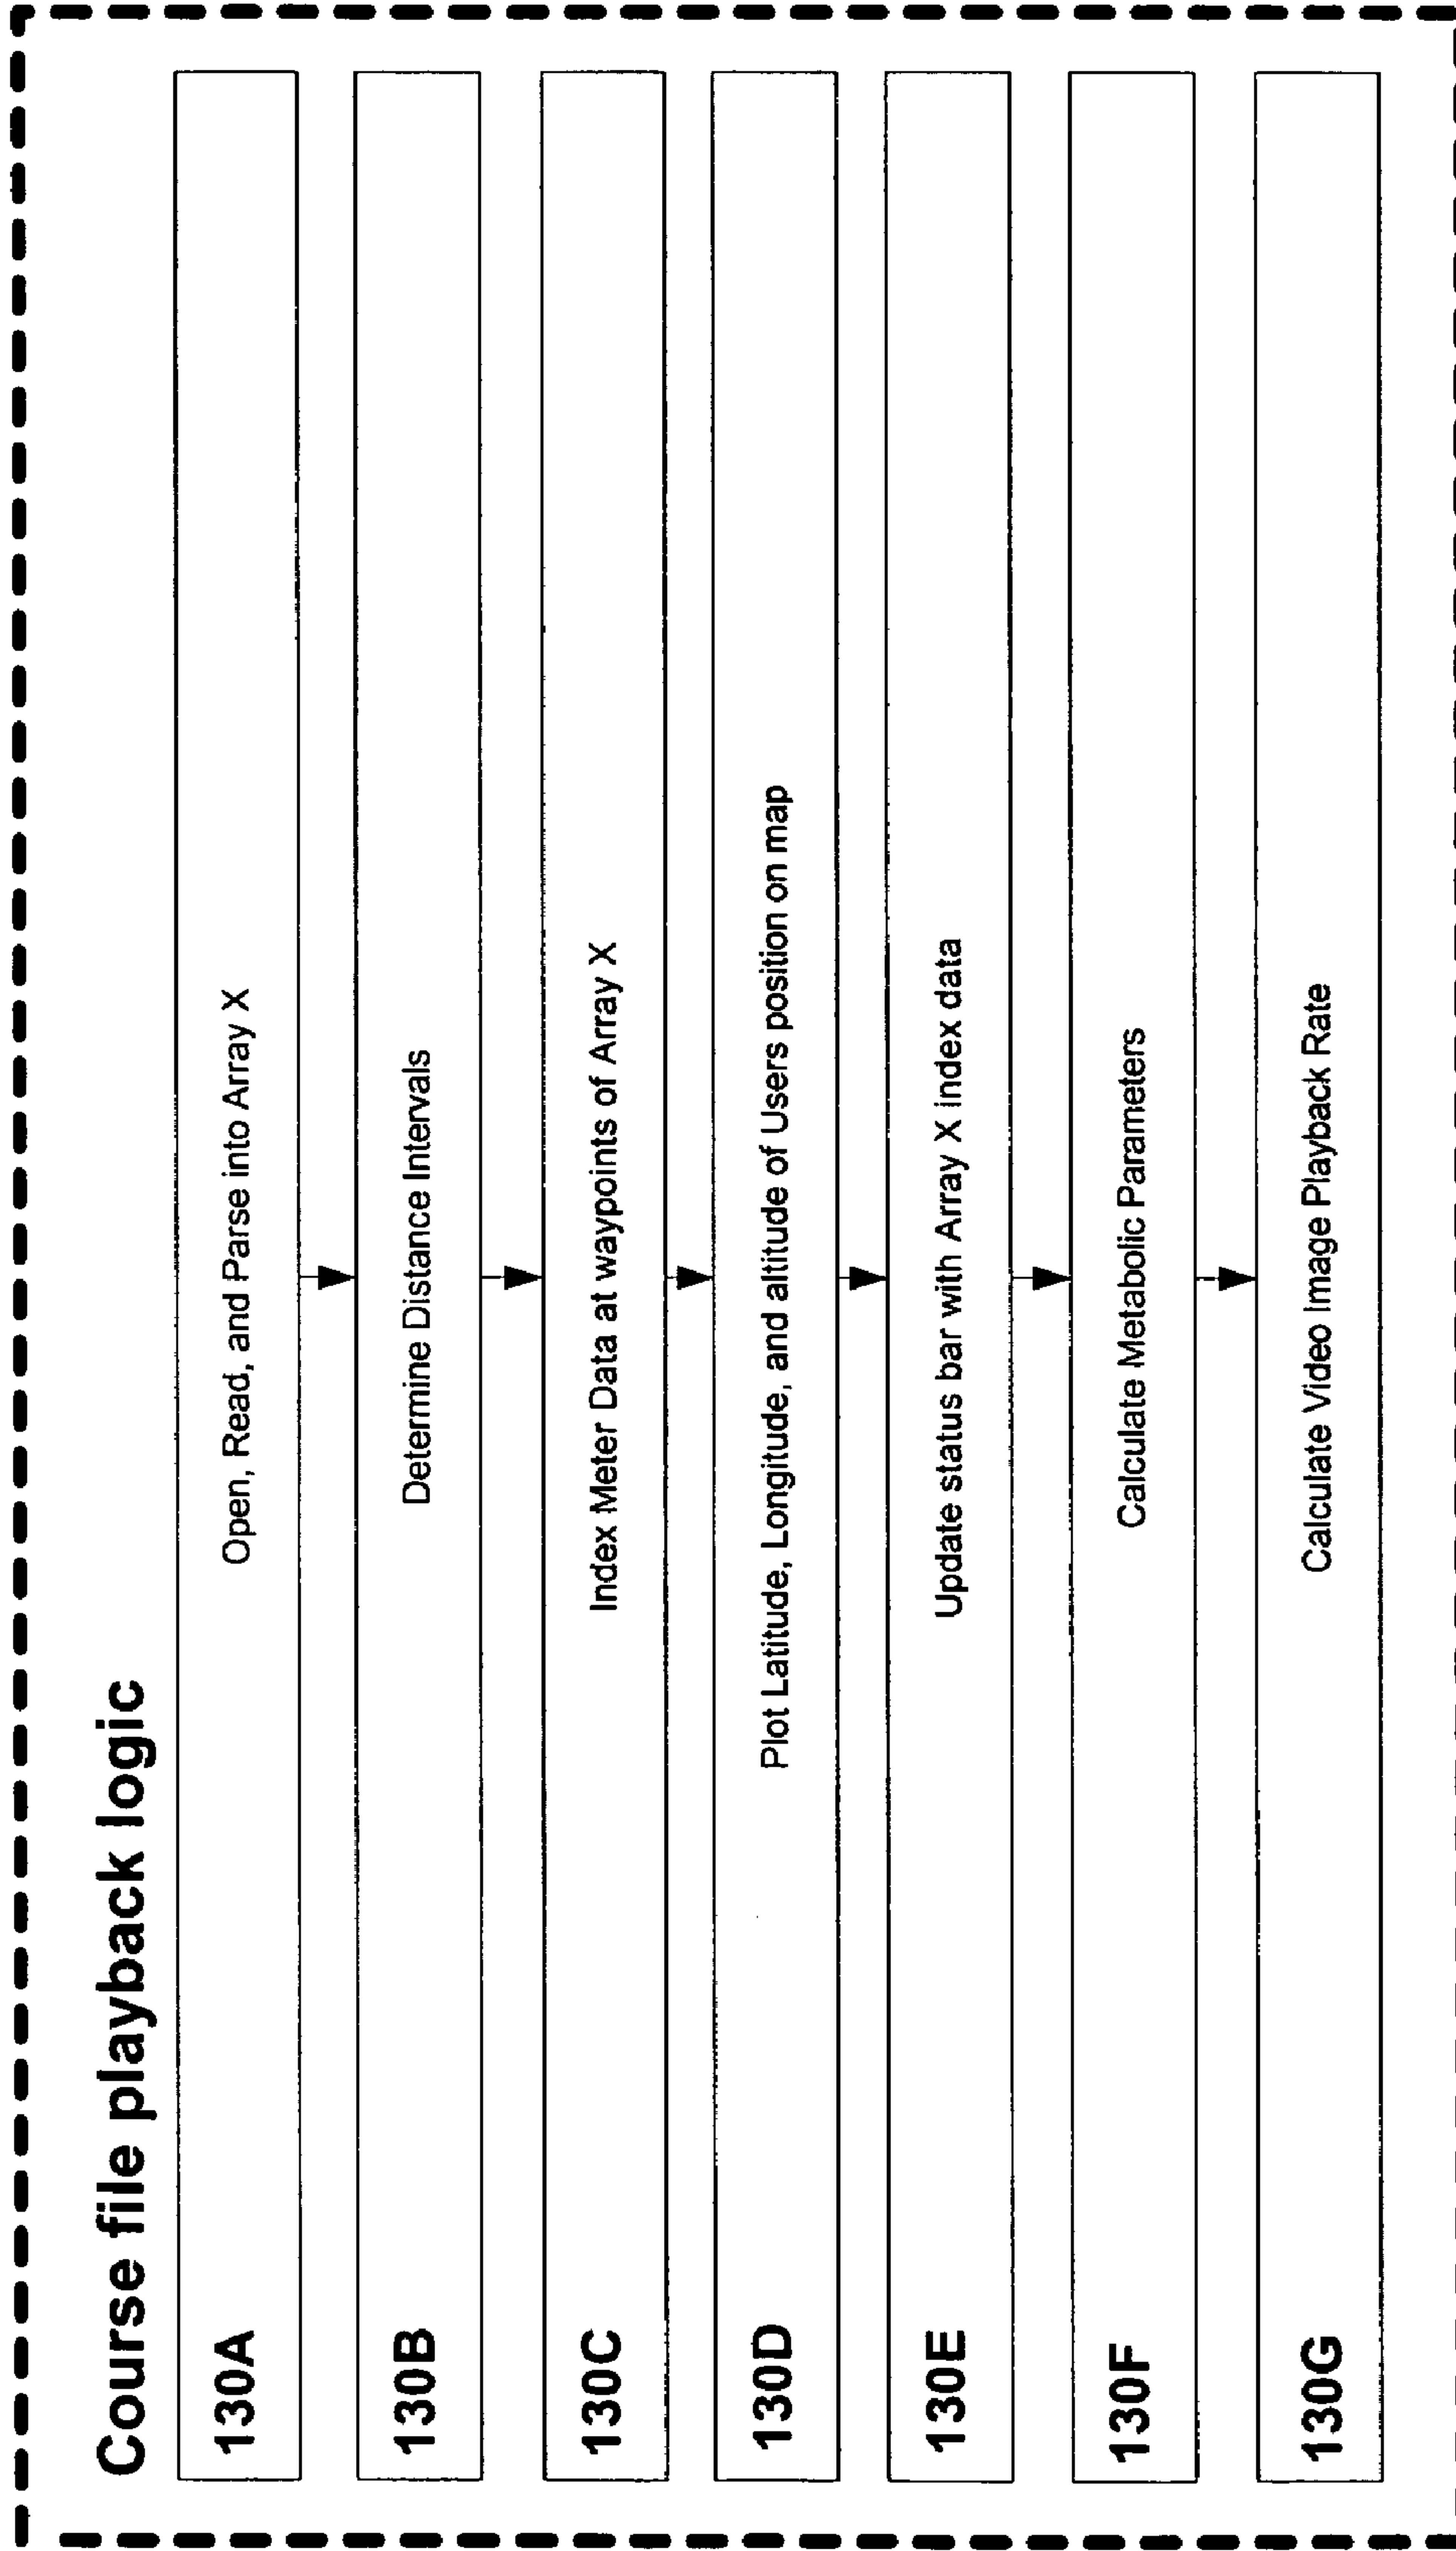 Course file playback logic
130A
Open, Read, and Parse into Array X
130B
Determine Distance Intervals
130C
Index Meter Data at waypoints of Array X
130D
Plot Latitude, Longitude, and altitude of Users position on map
130E
Update status bar with Array X index data
130F
Calculate Metabolic Parameters
130G
Calculate Video Image Playback Rate